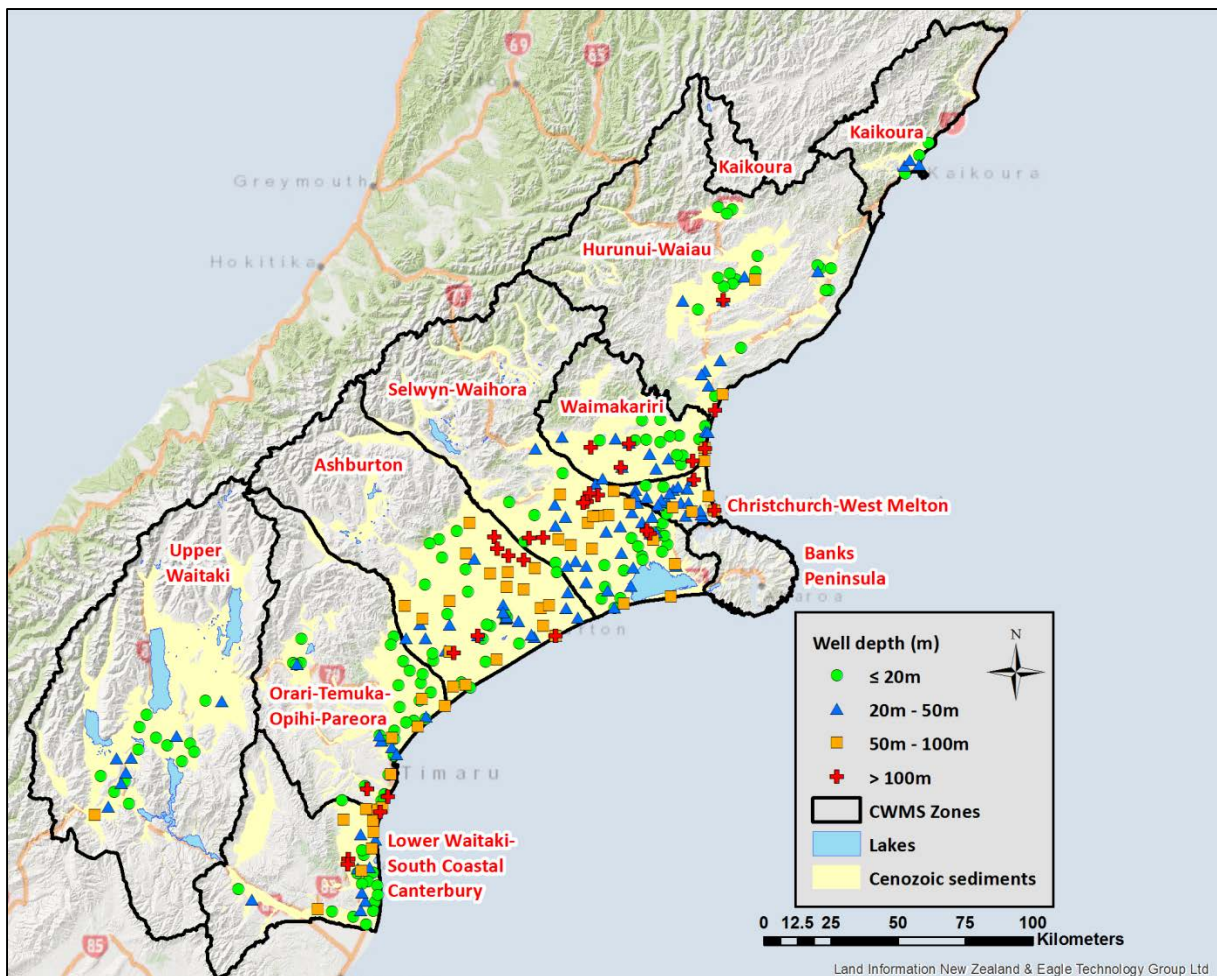 69
Kaikoura
Kaikoura
Kaikoura
Greymouth
Hurunui-Waiau
Hokitika
73
Selwyn-Waihora
Waimakariri
Ashburton
Christchurch-West Melton
Upper
Waitaki
Banks
Peninsula
Orari-Temuka-
Opihi-Pareora
Timaru
Lower Waitaki-
South Coastal
Canterbury
85
Well depth (m)
N
≤ 20m
20m - 50m
50m - 100m
> 100m
CWMS Zones
Lakes
Cenozoic sediments
0 12.5 25 50 75 100
Kilometers
Land Information New Zealand & Eagle Technology Group Ltd